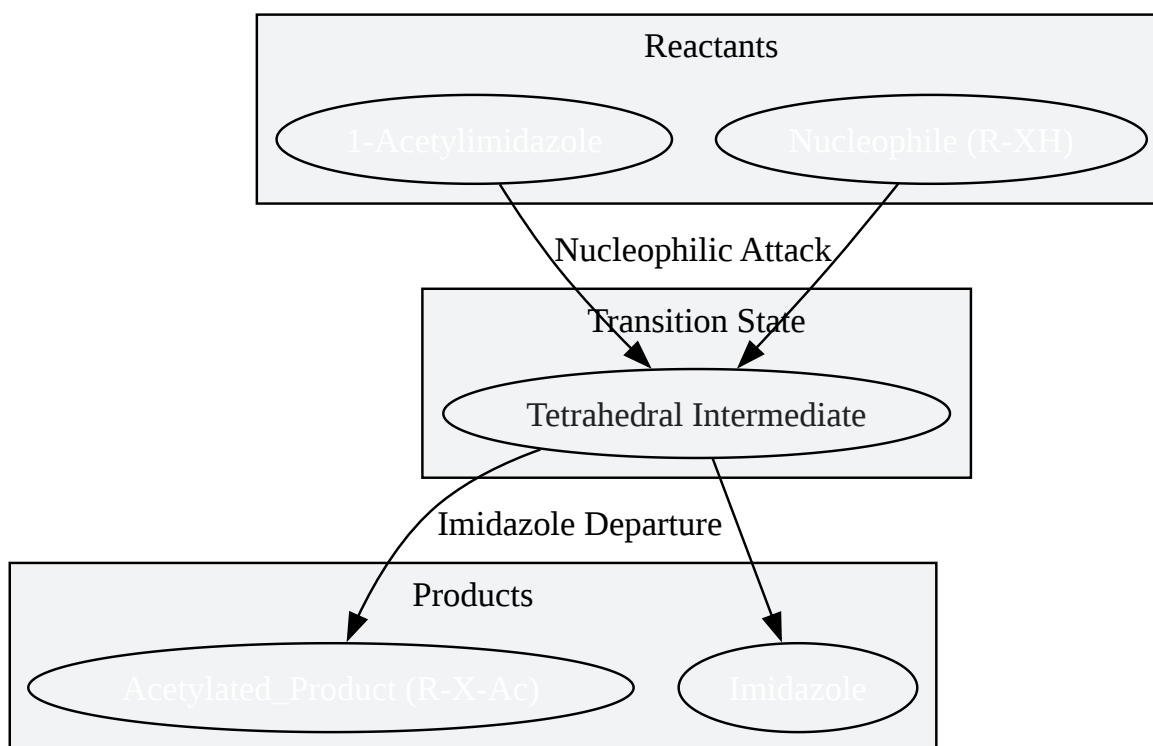 Reactants
1-Acetylimidazole
Nucleophile (R-XH)
Nucleophilic Attack
Transition State
Tetrahedral Intermediate
Imidazole Departure
Products
Acetylated_Product (R-X-Ac)
Imidazole